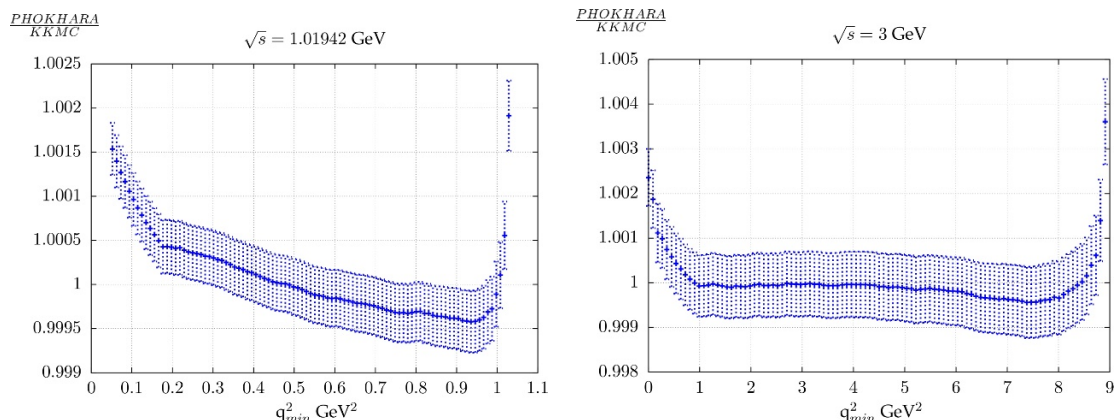 PHOKHARA
KKMC
√s = 1.01942 GeV
1.0025
1.002
1.0015
1.001
1.0005
1
0.9995
0.999
0 0.1 0.2 0.3 0.4 0.5 0.6 0.7 0.8 0.9 1 1.1
q²min GeV²
PHOKHARA
KKMC
√s = 3 GeV
1.005
1.004
1.003
1.002
1.001
1
0.999
0.998
0 1 2 3 4 5 6 7 8 9
q²min GeV²